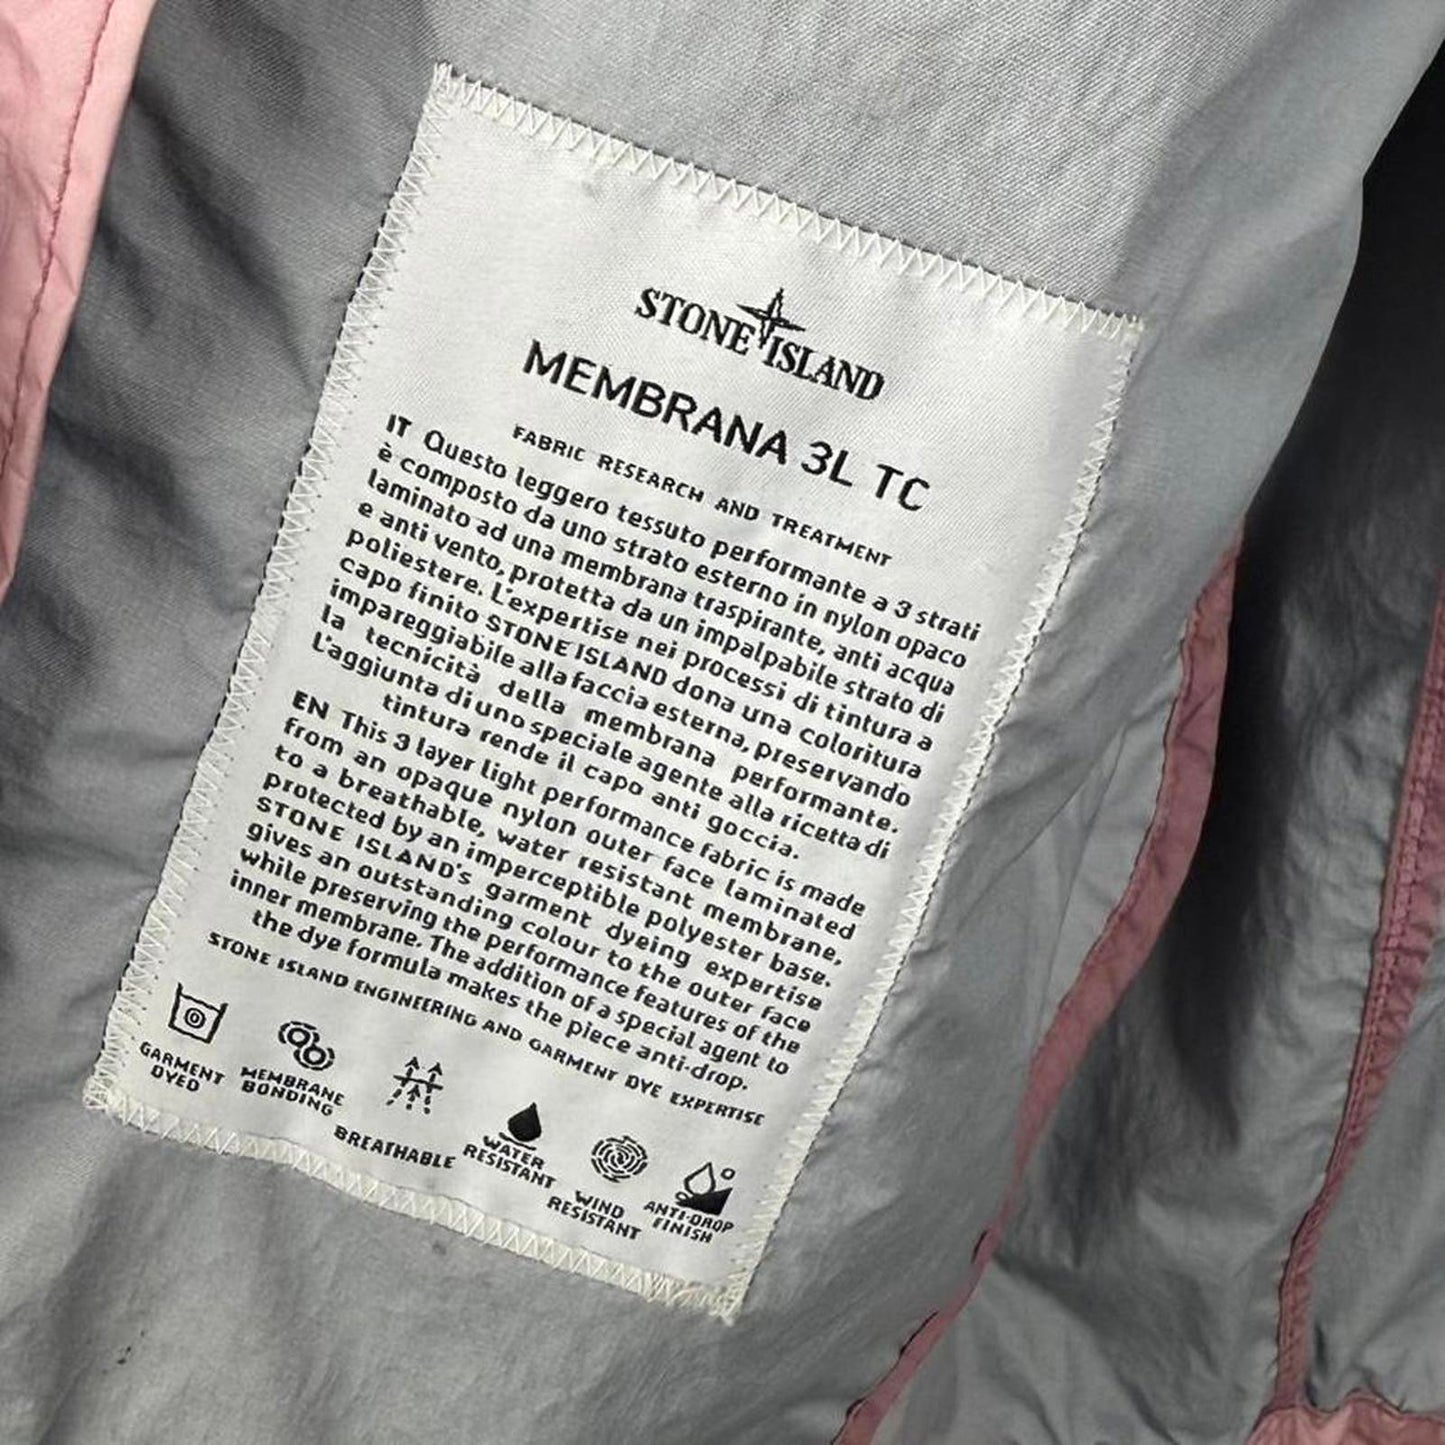 STONE ISLAND
MEMBRANA 3L TC
FABRIC RESEARCH AND TREATMENT
IT Questo leggero tessuto performante a 3 strati
è composto da uno strato esterno in nylon opaco
laminato ad una membrana traspirante, anti acqua
e anti vento, protetta da un impalpabile strato di
poliestere. L'expertise nei processi di tintura a
capo finito STONE ISLAND dona una coloritura
impareggiabile alla faccia esterna, preservando
la tecnicità della membrana performante.
L'aggiunta di uno speciale agente alla ricetta di
tintura rende il capo anti goccia.
EN This 3 layer light performance fabric is made
from an opaque nylon outer face laminated
to a breathable, water resistant membrane,
protected by an imperceptible polyester base.
STONE ISLAND's garment dyeing expertise
gives an outstanding colour to the outer face
while preserving the performance features of the
inner membrane. The addition of a special agent to
the dye formula makes the piece anti-drop.
STONE ISLAND ENGINEERING AND GARMENT DYE EXPERTISE
GARMENT
DYED
MEMBRANE
BONDING
BREATHABLE
WATER
RESISTANT
WIND
RESISTANT
ANTI-DROP
FINISH